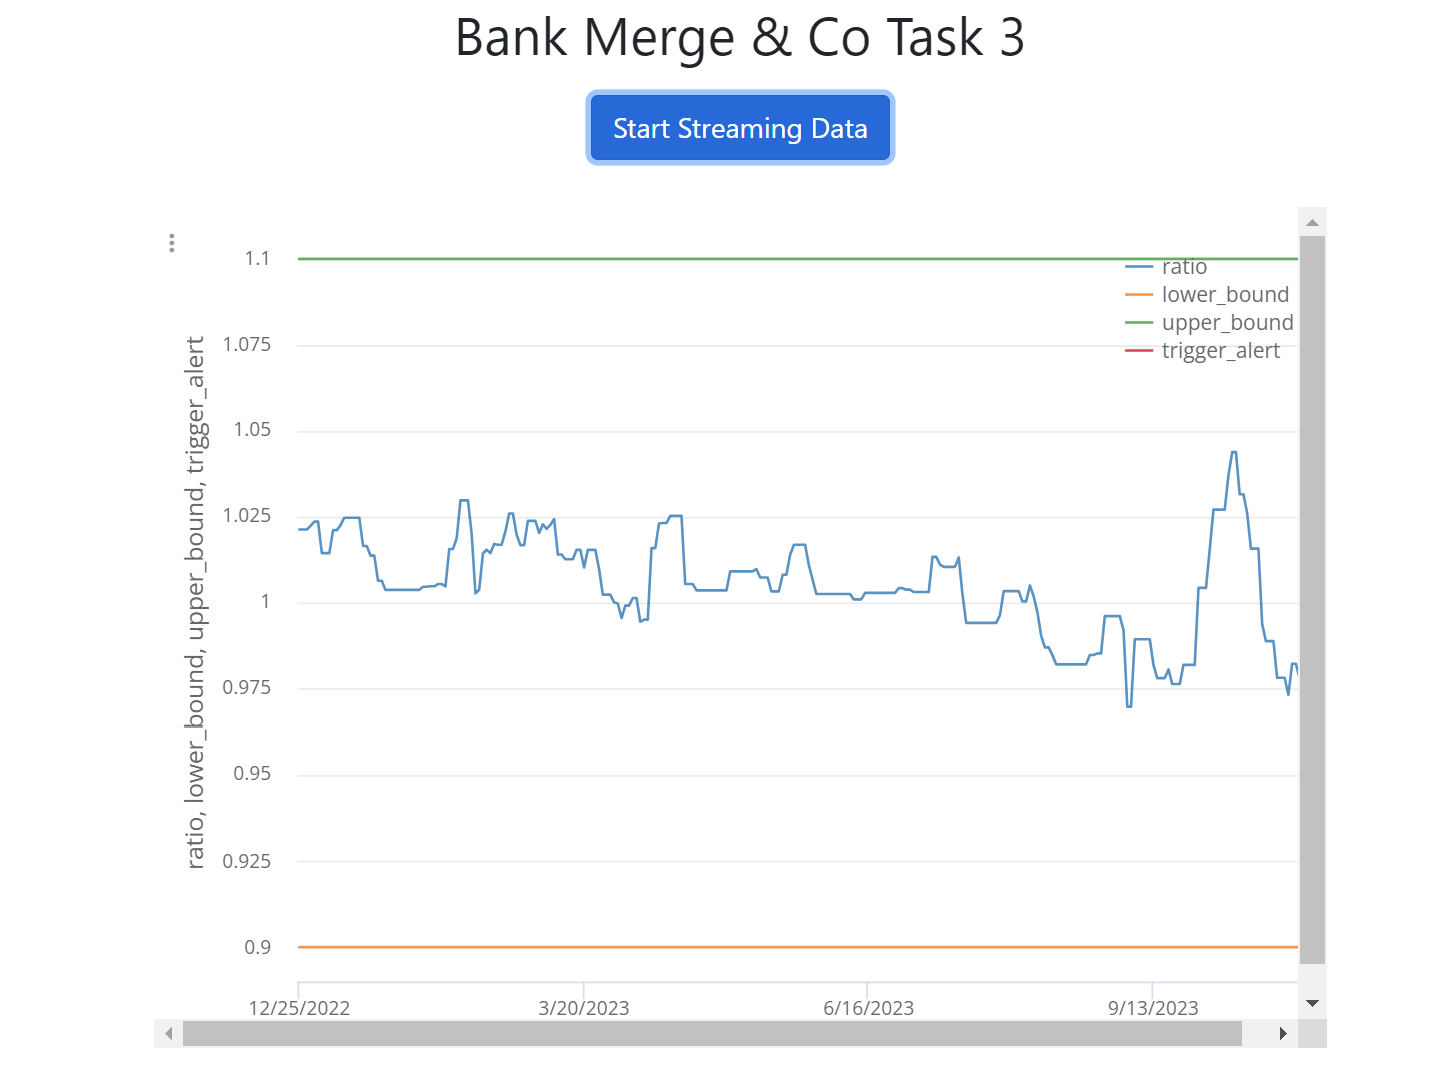 Bank Merge & Co Task 3
Start Streaming Data
ratio, lower_bound, upper_bound, trigger_alert
1.1
1.075
1.05
1.025
1
0.975
0.95
0.925
0.9
ratio
lower_bound
upper_bound
trigger_alert
12/25/2022 3/20/2023 6/16/2023 9/13/2023